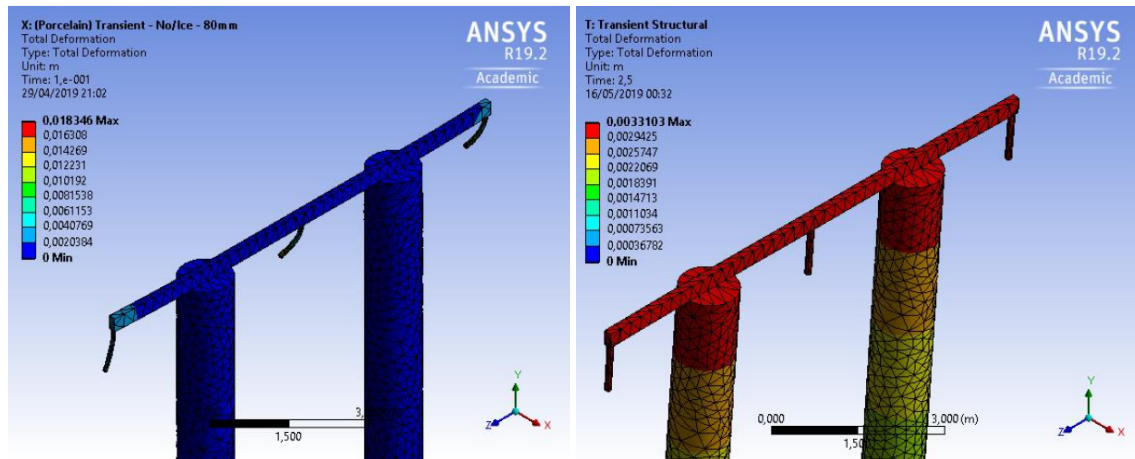 X: (Porcelain) Transient - No/Ice - 80mm
Total Deformation
Type: Total Deformation
Unit: m
Time: 1,e-001
29/04/2019 21:02
ANSYS
R19.2
Academic
0,018346 Max
0,016308
0,014269
0,012231
0,010192
0,0081538
0,0061153
0,0040769
0,0020384
0 Min
3,
1,500
Y
Z
X
T: Transient Structural
Total Deformation
Type: Total Deformation
Unit: m
Time: 2,5
16/05/2019 00:32
ANSYS
R19.2
Academic
0,0033103 Max
0,0029425
0,0025747
0,0022069
0,0018391
0,0014713
0,0011034
0,00073563
0,00036782
0 Min
0,000
3,000 (m)
1,50
Y
Z
X